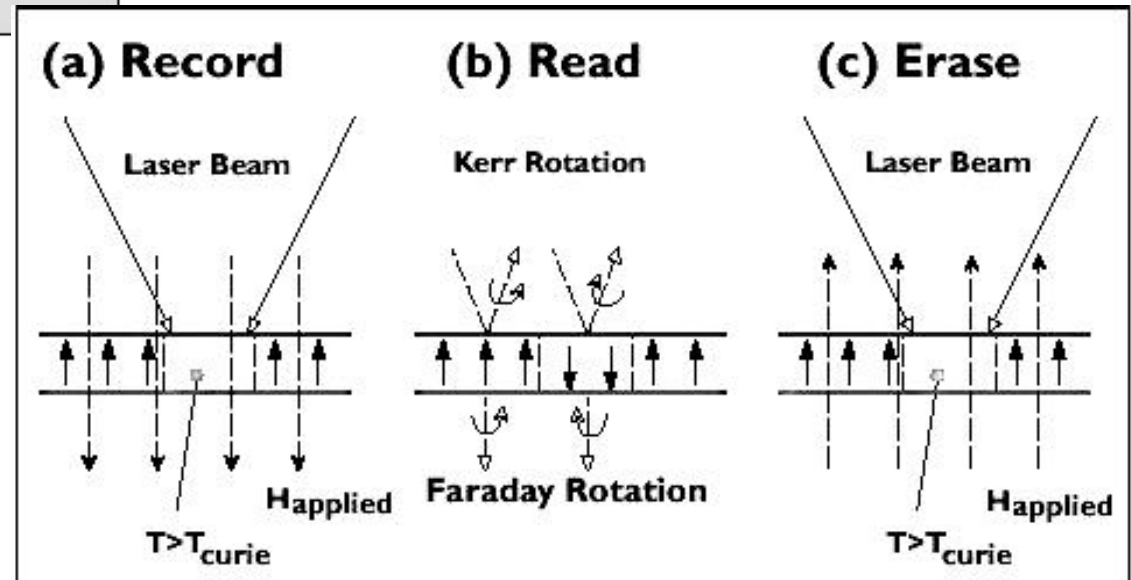 (a) Record
(b) Read
(c) Erase
Laser Beam
Kerr Rotation
Laser Beam
Happlied
Faraday Rotation
Happlied
T>Tcurie
T>Tcurie